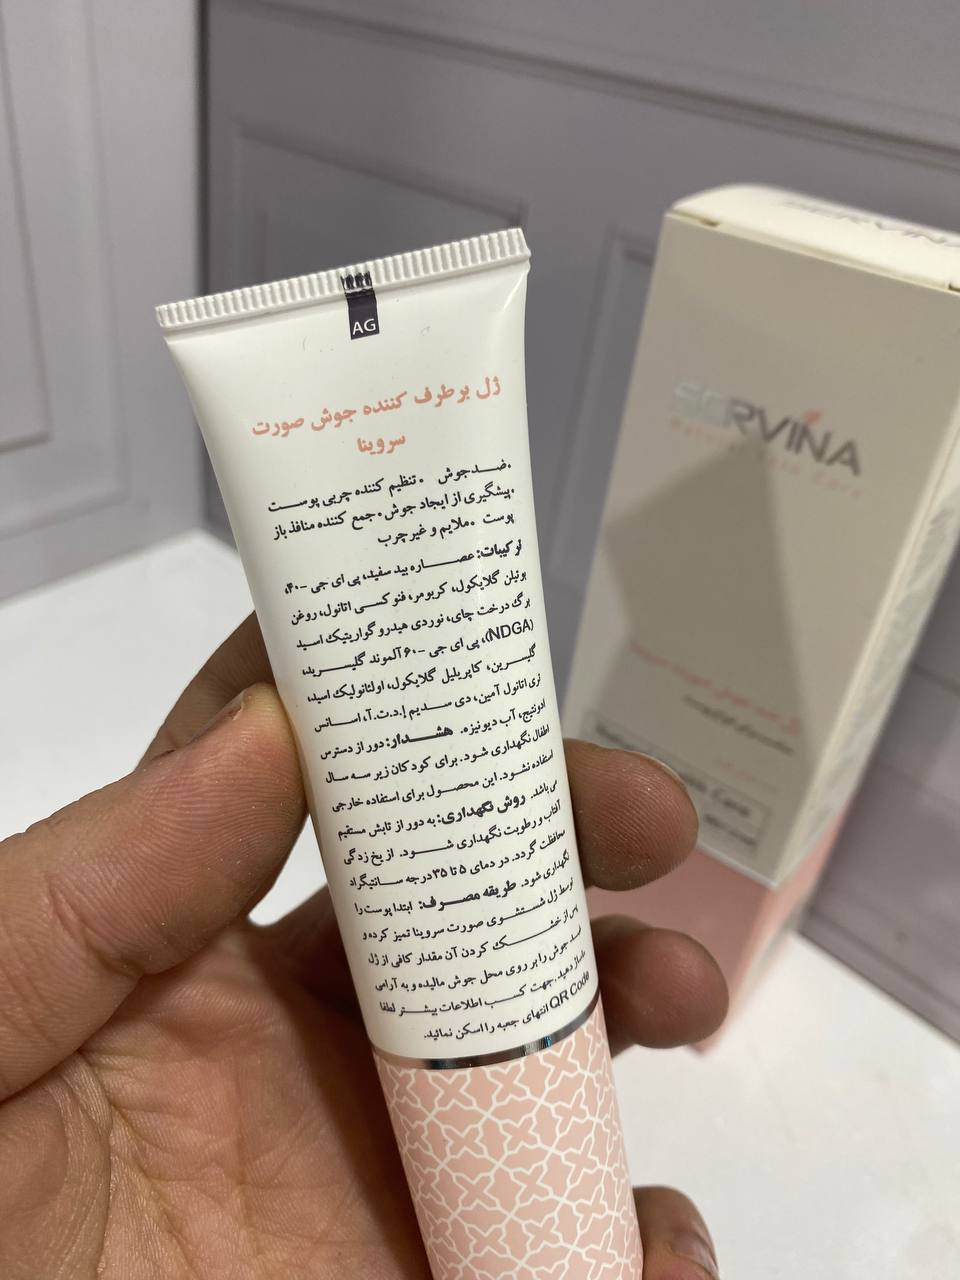 AG
ژل برطرف کننده جوش صورت
سروینا
•ضدجوش •تنظیم کننده چربی پوست
•پیشگیری از ایجاد جوش •جمع کننده منافذ باز
پوست •ملایم و غیرچرب
ترکیبات: عصاره بید سفید، پی ای جی -۴۰،
بوتیلن گلایکول، کربومر، فنوکسی اتانول، روغن
برگ درخت چای، نوردی هیدروگواریتیک اسید
(NDGA)، پی ای جی -۶۰ آلموند گلیسرید،
گلیسرین، کاپریلیل گلایکول، اولئانولیک اسید،
تری اتانول آمین، دی سدیم إ.د.ت.آ، اسانس
ادونتیج، آب دیونیزه. هشدار: دور از دسترس
اطفال نگهداری شود. برای کودکان زیر سه سال
استفاده نشود. این محصول برای استفاده خارجی
می باشد. روش نگهداری: به دور از تابش مستقیم
آفتاب و رطوبت نگهداری شود. از یخ زدگی
محافظت گردد. در دمای ۵ تا ۳۵ درجه سانتیگراد
نگهداری شود. طریقه مصرف: ابتدا پوست را
توسط ژل شستشوی صورت سروینا تمیز کرده و
پس از خشک کردن آن مقدار کافی از ژل
ضد جوش را بر روی محل جوش مالیده و به آرامی
ماساژ دهید. جهت کسب اطلاعات بیشتر لطفا
QR Code انتهای جعبه را اسکن نمائید.
SERVINA
SERVINA